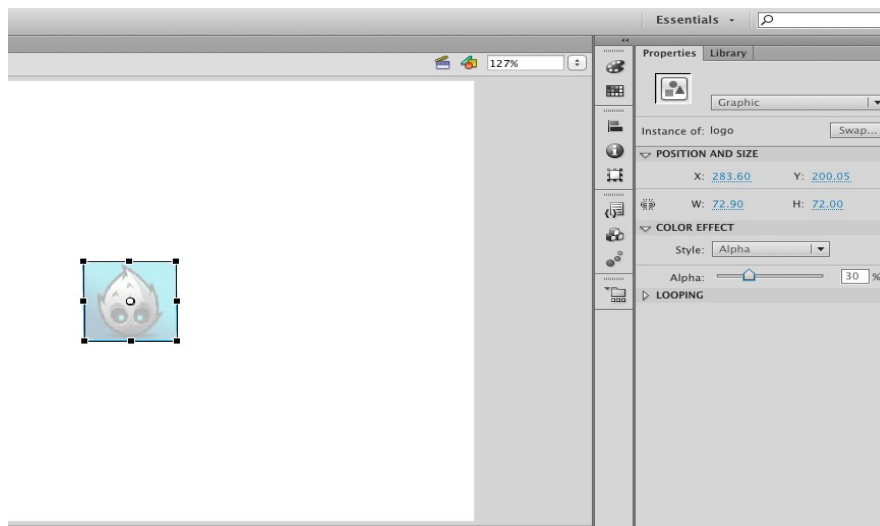 Essentials
127%
Properties Library
Graphic
Instance of: logo Swap...
POSITION AND SIZE
X: 283.60 Y: 200.05
W: 72.90 H: 72.00
COLOR EFFECT
Style: Alpha
Alpha: 30 %
LOOPING